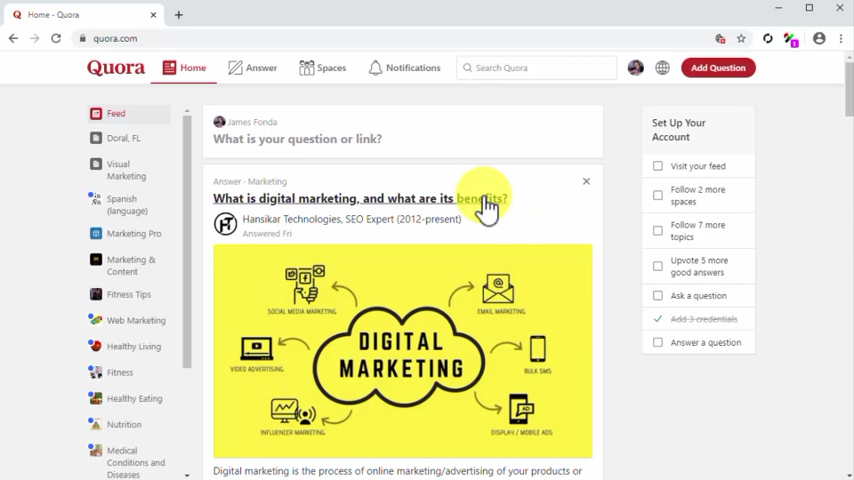 Home - Quora
quora.com
1
Quora
Home
Answer
Spaces
Notifications
Search Quora
Add Question
Feed
Doral, FL
Visual
Marketing
Spanish
(language)
Marketing Pro
Marketing &
Content
Fitness Tips
Web Marketing
Healthy Living
Fitness
Healthy Eating
Nutrition
Medical
Conditions and
Diseases
James Fonda
What is your question or link?
Answer · Marketing
What is digital marketing, and what are its benefits?
Hansikar Technologies, SEO Expert (2012-present)
Answered Fri
SOCIAL MEDIA MARKETING
EMAIL MARKETING
VIDEO ADVERTISING
DIGITAL
MARKETING
BULK SMS
INFLUENCER MARKETING
DISPLAY / MOBILE ADS
Digital marketing is the process of online marketing/advertising of your products or
Set Up Your
Account
Visit your feed
Follow 2 more
spaces
Follow 7 more
topics
Upvote 5 more
good answers
Ask a question
Add 3 credentials
Answer a question